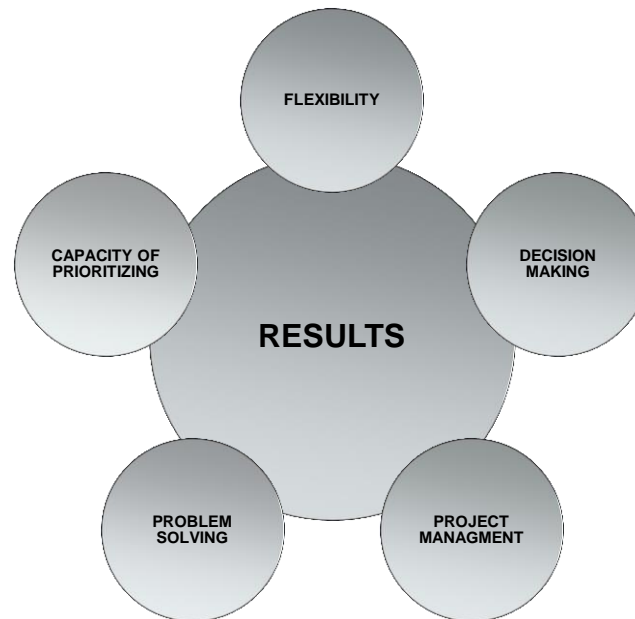 FLEXIBILITY
CAPACITY OF
PRIORITIZING
DECISION
MAKING
RESULTS
PROBLEM
SOLVING
PROJECT
MANAGMENT